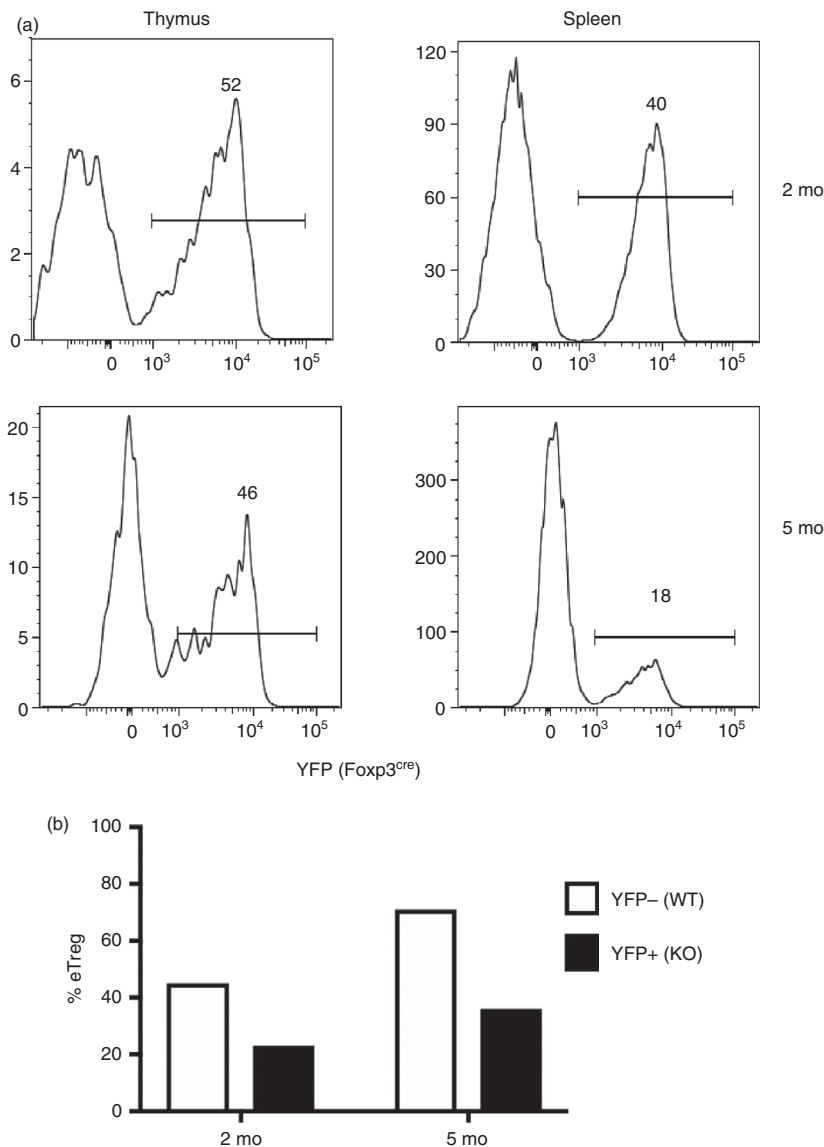 (a)
Thymus
Spleen
6
4
2
0
52
0 10³ 10⁴ 10⁵
120
90
60
30
0
40
0 10³ 10⁴ 10⁵
2 mo
20
15
10
5
0
46
0 10³ 10⁴ 10⁵
300
200
100
0
18
0 10³ 10⁴ 10⁵
5 mo
YFP (Foxp3ᶜʳᵉ)
(b)
% eTreg
100
80
60
40
20
0
2 mo 5 mo
YFP– (WT)
YFP+ (KO)